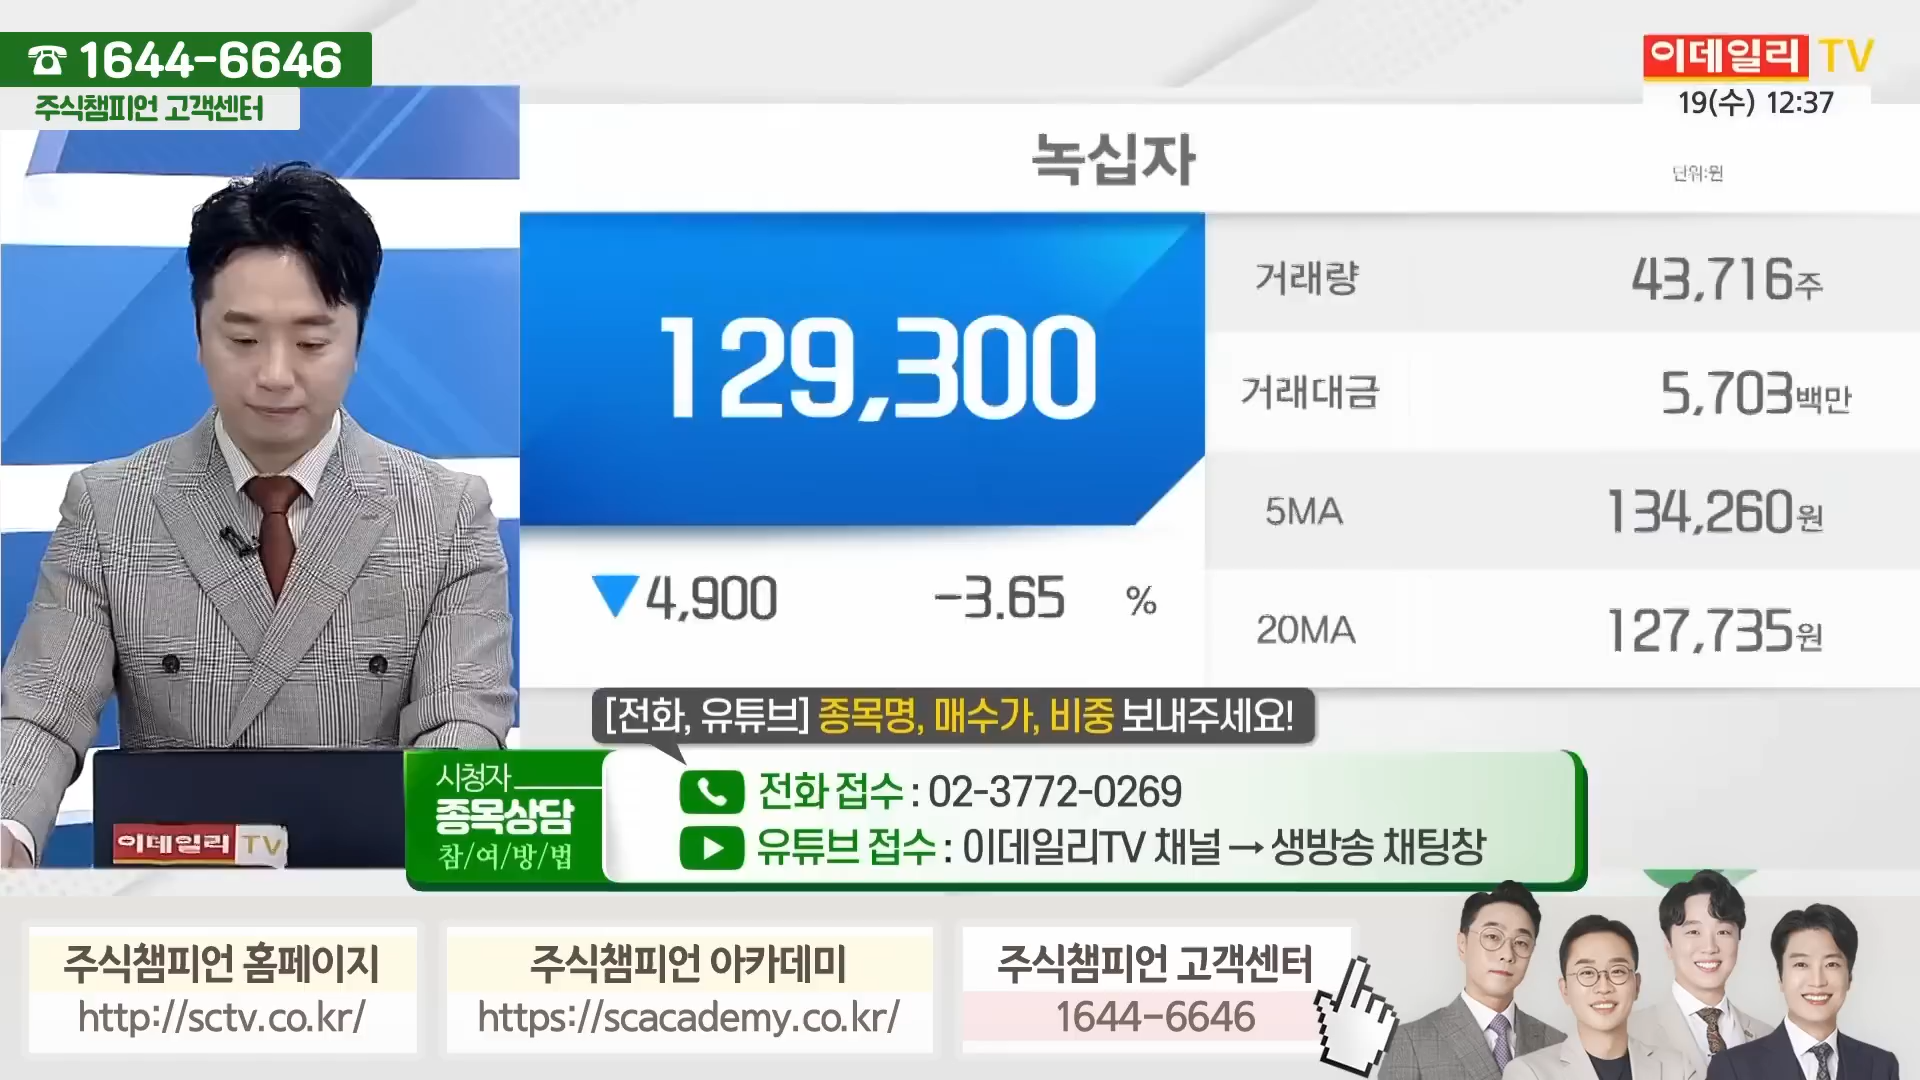 ☎ 1644-6646
주식챔피언 고객센터
이데일리 TV
19(수) 12:37
녹십자
단위:원
129,300
▼4,900 -3.65 %
거래량 43,716주
거래대금 5,703백만
5MA 134,260원
20MA 127,735원
[전화, 유튜브] 종목명, 매수가, 비중 보내주세요!
시청자
종목상담
참/여/방/법
전화 접수 : 02-3772-0269
유튜브 접수 : 이데일리TV 채널 → 생방송 채팅창
이데일리 TV
주식챔피언 홈페이지
http://sctv.co.kr/
주식챔피언 아카데미
https://scacademy.co.kr/
주식챔피언 고객센터
1644-6646